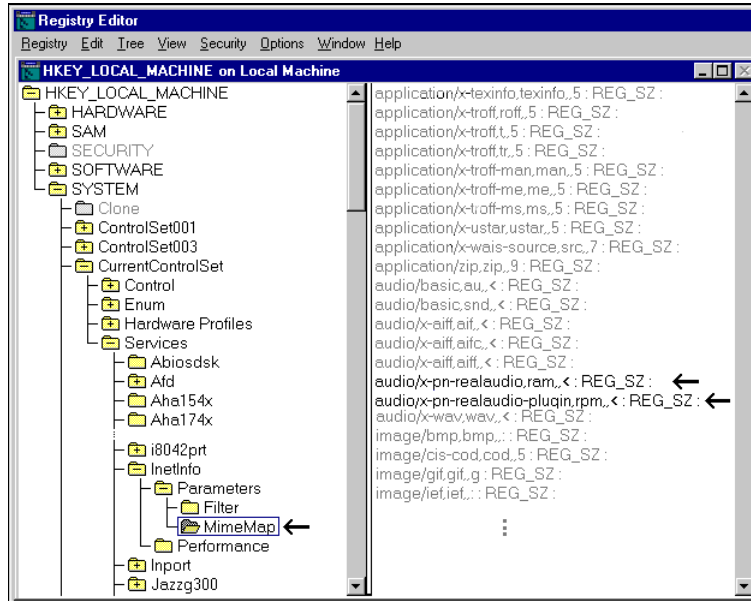 Registry Editor
Registry Edit Tree View Security Options Window Help
HKEY_LOCAL_MACHINE on Local Machine
HKEY_LOCAL_MACHINE
HARDWARE
SAM
SECURITY
SOFTWARE
SYSTEM
Clone
ControlSet001
ControlSet003
CurrentControlSet
Control
Enum
Hardware Profiles
Services
Abiosdsk
Afd
Aha154x
Aha174x
i8042prt
InetInfo
Parameters
Filter
MimeMap
Performance
Inport
Jazzg300
application/x-texinfo,texinfo,,5 : REG_SZ :
application/x-troff,roff,,5 : REG_SZ :
application/x-troff,t,,5 : REG_SZ :
application/x-troff,tr,,5 : REG_SZ :
application/x-troff-man,man,,5 : REG_SZ :
application/x-troff-me,me,,5 : REG_SZ :
application/x-troff-ms,ms,,5 : REG_SZ :
application/x-ustar,ustar,,5 : REG_SZ :
application/x-wais-source,src,,7 : REG_SZ :
application/zip,zip,,9 : REG_SZ :
audio/basic,au,,< : REG_SZ :
audio/basic,snd,,< : REG_SZ :
audio/x-aiff,aif,,< : REG_SZ :
audio/x-aiff,aifc,,< : REG_SZ :
audio/x-aiff,aiff,,< : REG_SZ :
audio/x-pn-realaudio,ram,,< : REG_SZ :
audio/x-pn-realaudio-plugin,rpm,,< : REG_SZ :
audio/x-wav,wav,,< : REG_SZ :
image/bmp,bmp,,: : REG_SZ :
image/cis-cod,cod,,5 : REG_SZ :
image/gif,gif,,g : REG_SZ :
image/ief,ief,,: : REG_SZ :